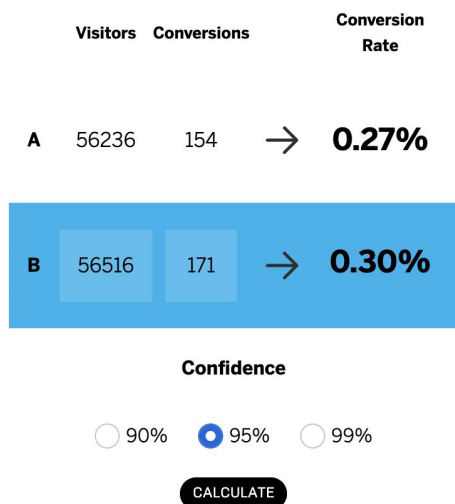 Visitors Conversions Conversion Rate
A 56236 154 → 0.27%
B 56516 171 → 0.30%
Confidence
90% 95% 99%
CALCULATE